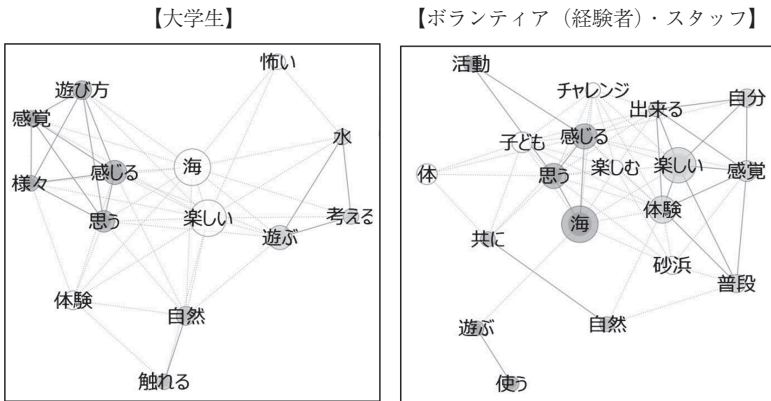 【大学生】
怖い
遊び方
感覚
水
様々
感じる
海
思う
楽しい
遊ぶ
考える
体験
自然
触れる
【ボランティア（経験者）・スタッフ】
活動
チャレンジ
自分
出来る
子ども
感じる
体
思う
楽しむ
楽しい
感覚
海
体験
共に
砂浜
普段
遊ぶ
自然
使う